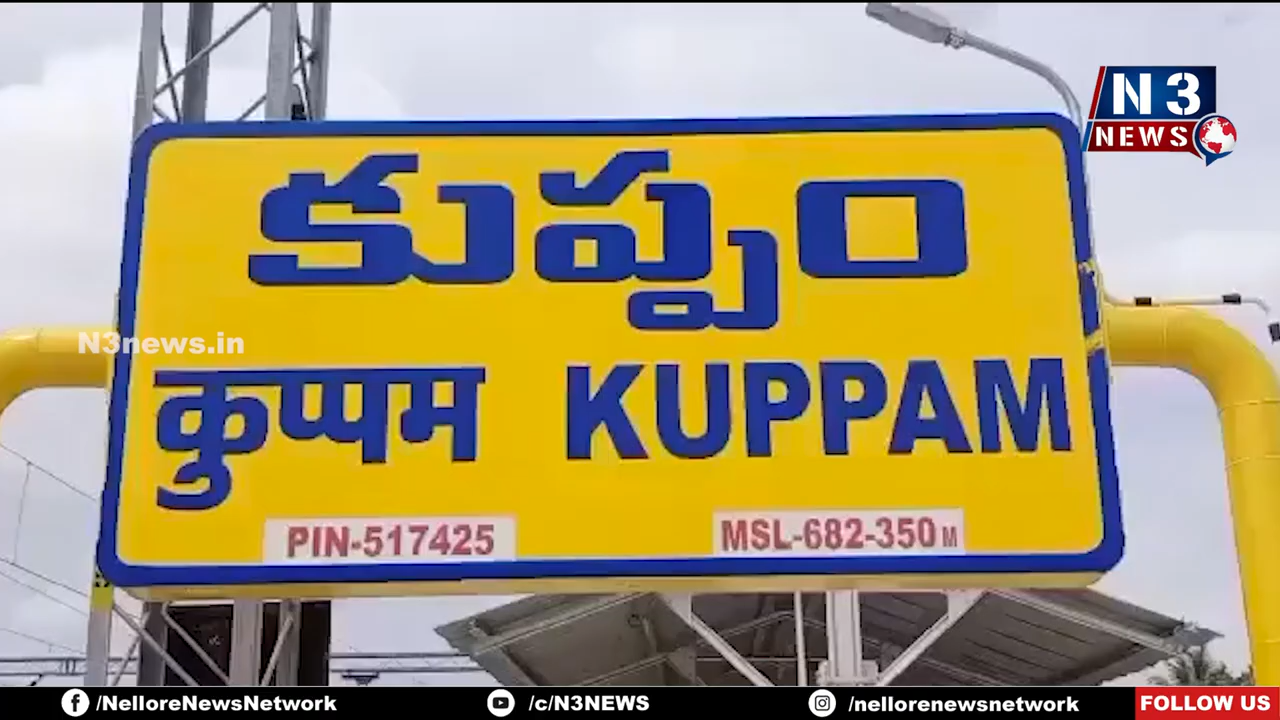 N3
NEWS
కుప్పం
N3news.in
कुप्पम KUPPAM
PIN-517425 MSL-682-350 M
/NelloreNewsNetwork /c/N3NEWS /nellorenewsnetwork FOLLOW US